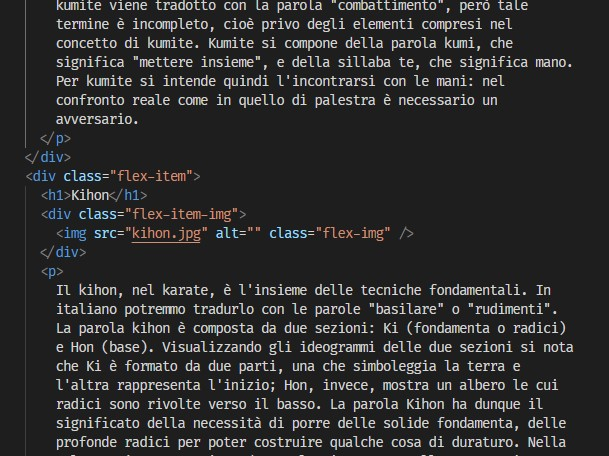 kumite viene tradotto con la parola "combattimento", però tale
termine è incompleto, cioè privo degli elementi compresi nel
concetto di kumite. Kumite si compone della parola kumi, che
significa "mettere insieme", e della sillaba te, che significa mano.
Per kumite si intende quindi l'incontrarsi con le mani: nel
confronto reale come in quello di palestra è necessario un
avversario.
</p>
</div>
<div class="flex-item">
<h1>Kihon</h1>
<div class="flex-item-img">
<img src="kihon.jpg" alt="" class="flex-img" />
</div>
<p>
Il kihon, nel karate, è l'insieme delle tecniche fondamentali. In
italiano potremmo tradurlo con le parole "basilare" o "rudimenti".
La parola kihon è composta da due sezioni: Ki (fondamenta o radici)
e Hon (base). Visualizzando gli ideogrammi delle due sezioni si nota
che Ki è formato da due parti, una che simboleggia la terra e
l'altra rappresenta l'inizio; Hon, invece, mostra un albero le cui
radici sono rivolte verso il basso. La parola Kihon ha dunque il
significato della necessità di porre delle solide fondamenta, delle
profonde radici per poter costruire qualche cosa di duraturo. Nella